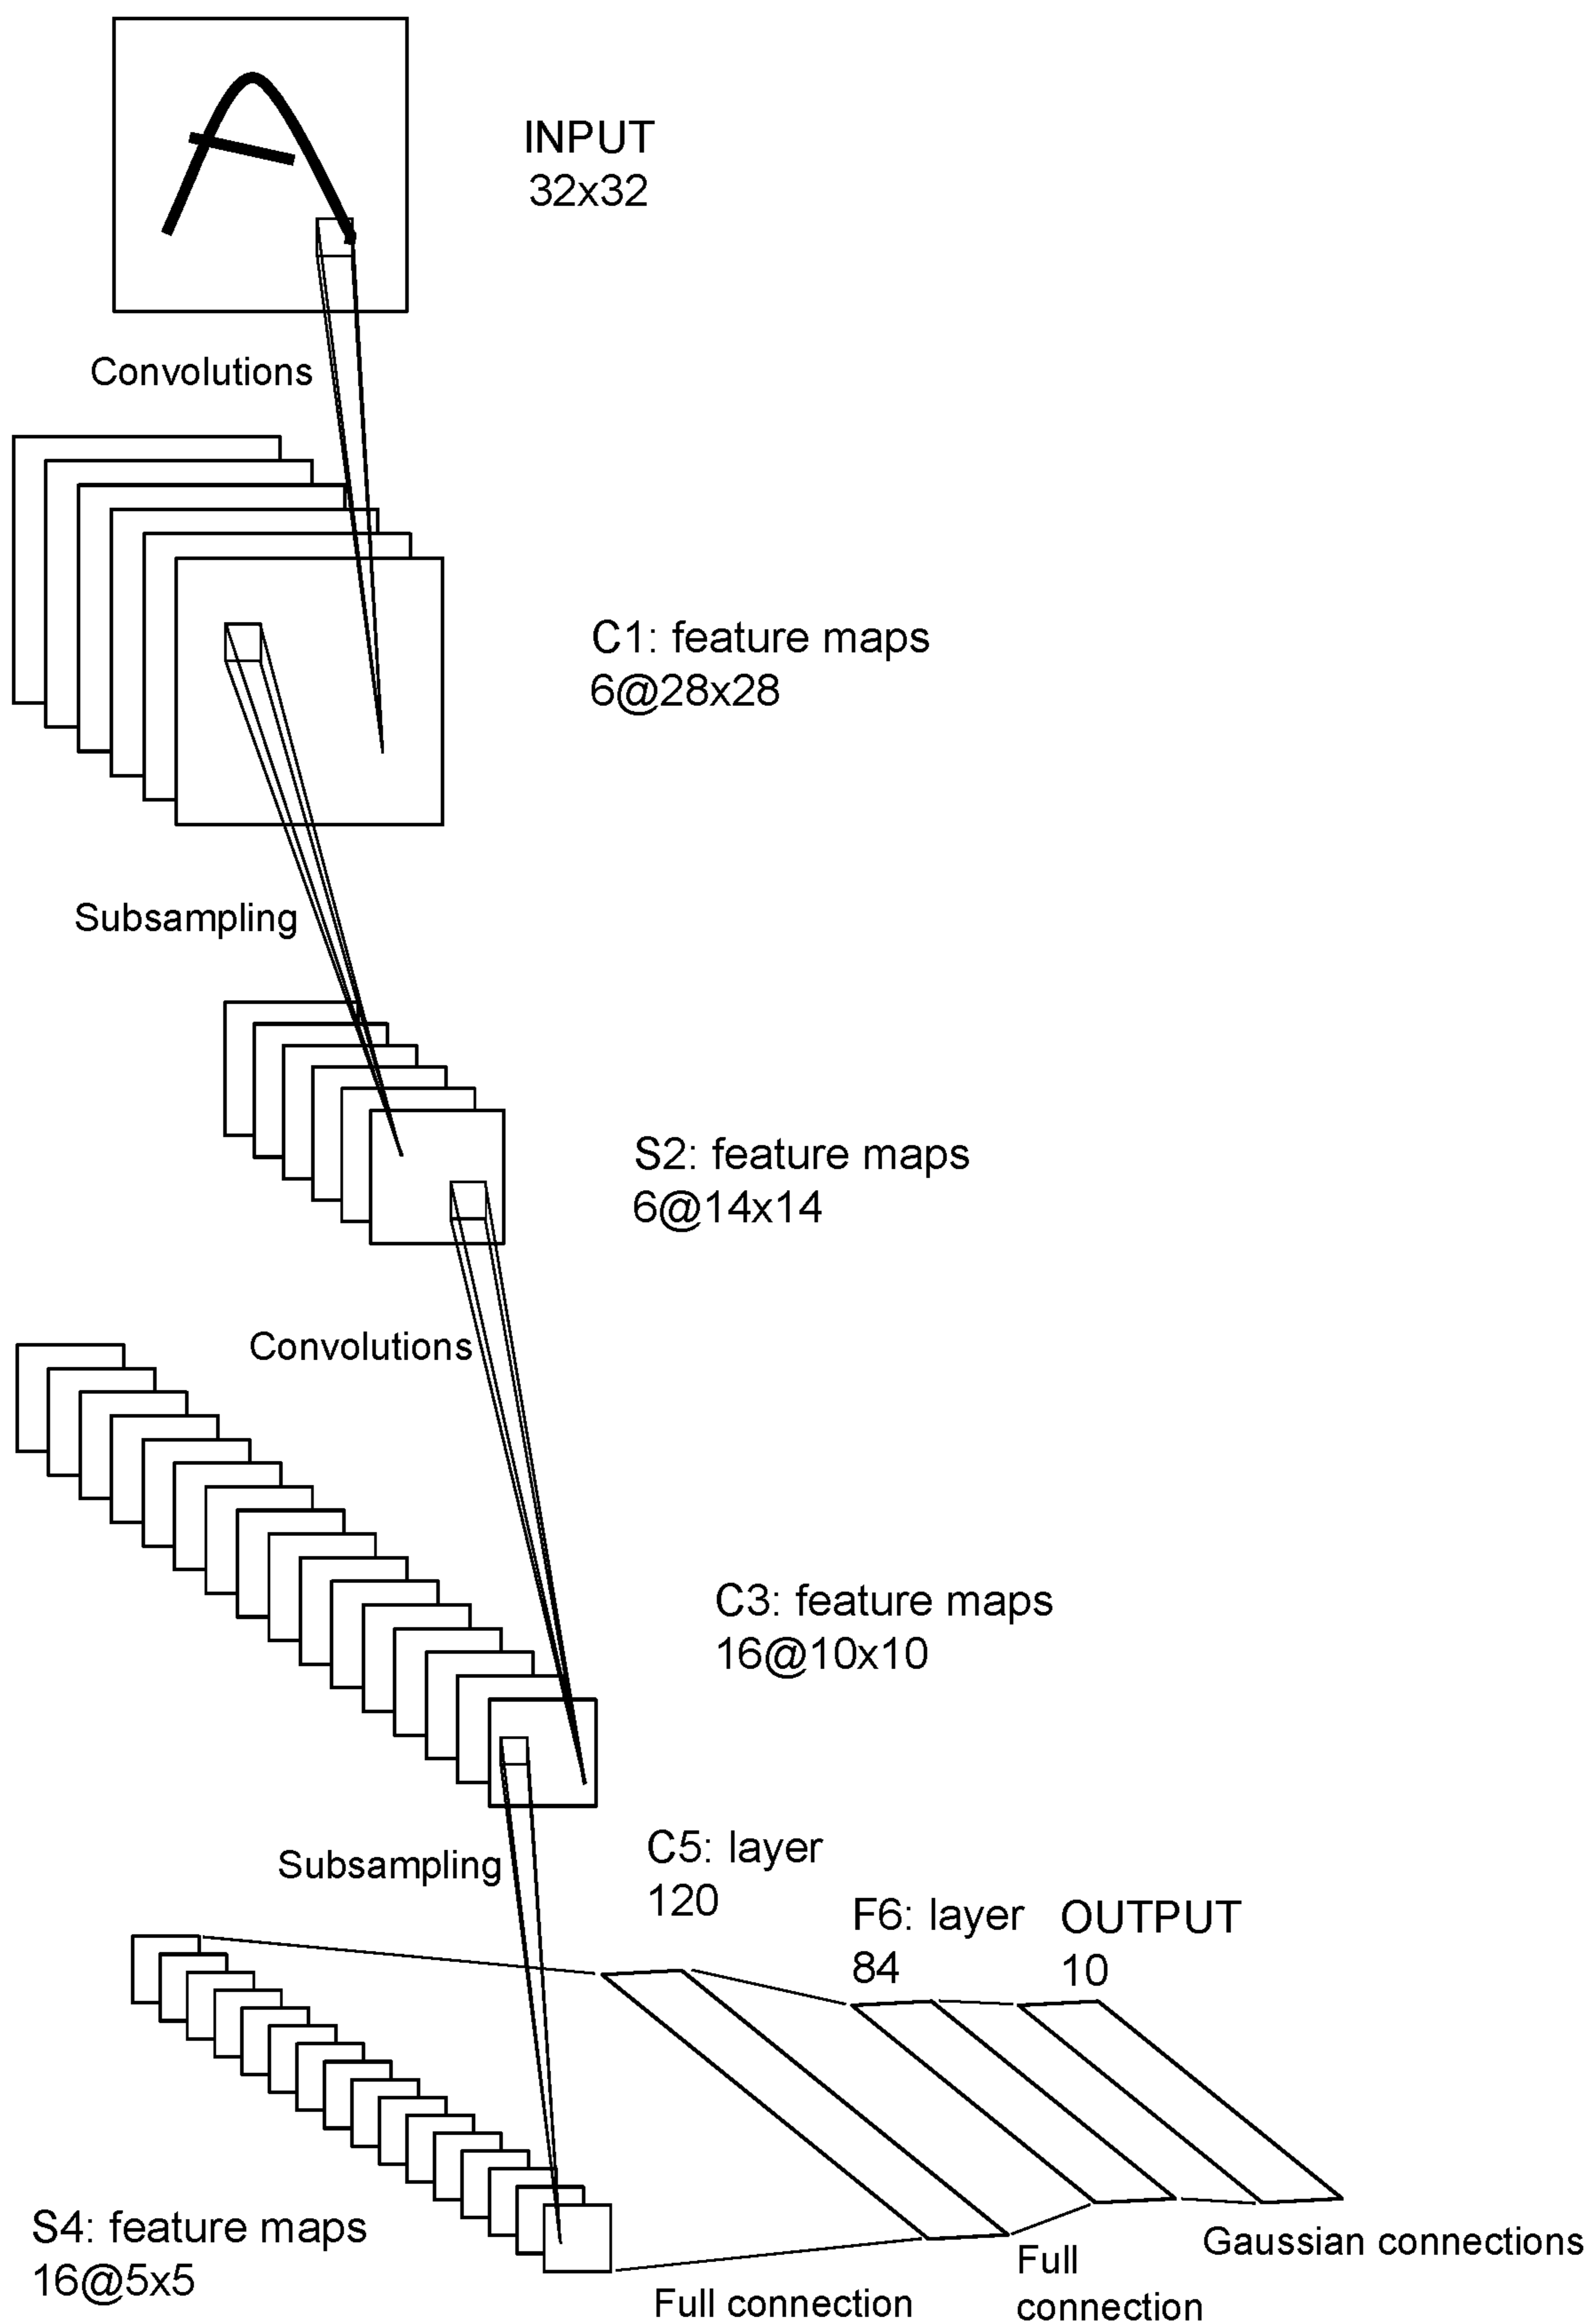 INPUT
32x32
Convolutions
C1: feature maps
6@28x28
Subsampling
S2: feature maps
6@14x14
Convolutions
C3: feature maps
16@10x10
Subsampling
C5: layer
120
F6: layer
84
OUTPUT
10
S4: feature maps
16@5x5
Full connection
Full
connection
Gaussian connections